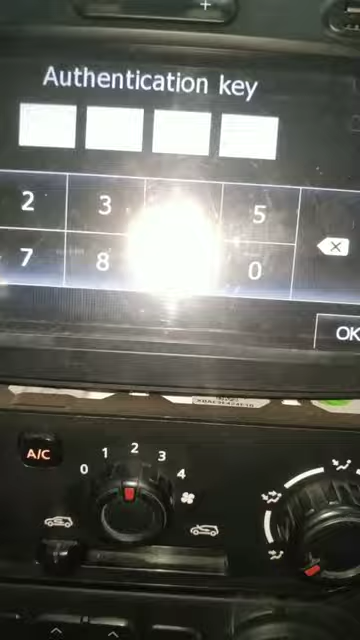 +
Authentication key
2 3 5
7 8 0
OK
A/C
0 1 2 3 4